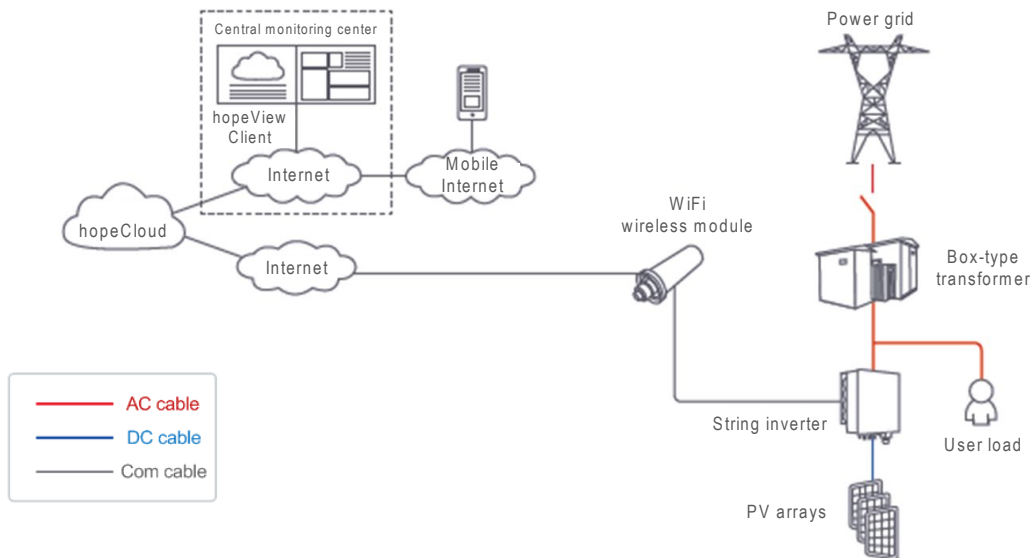 Central monitoring center
Power grid
hopeView
Client
Internet
Mobile
Internet
hopeCloud
WiFi
wireless module
Internet
Box-type
transformer
AC cable
DC cable
Com cable
String inverter
User load
PV arrays